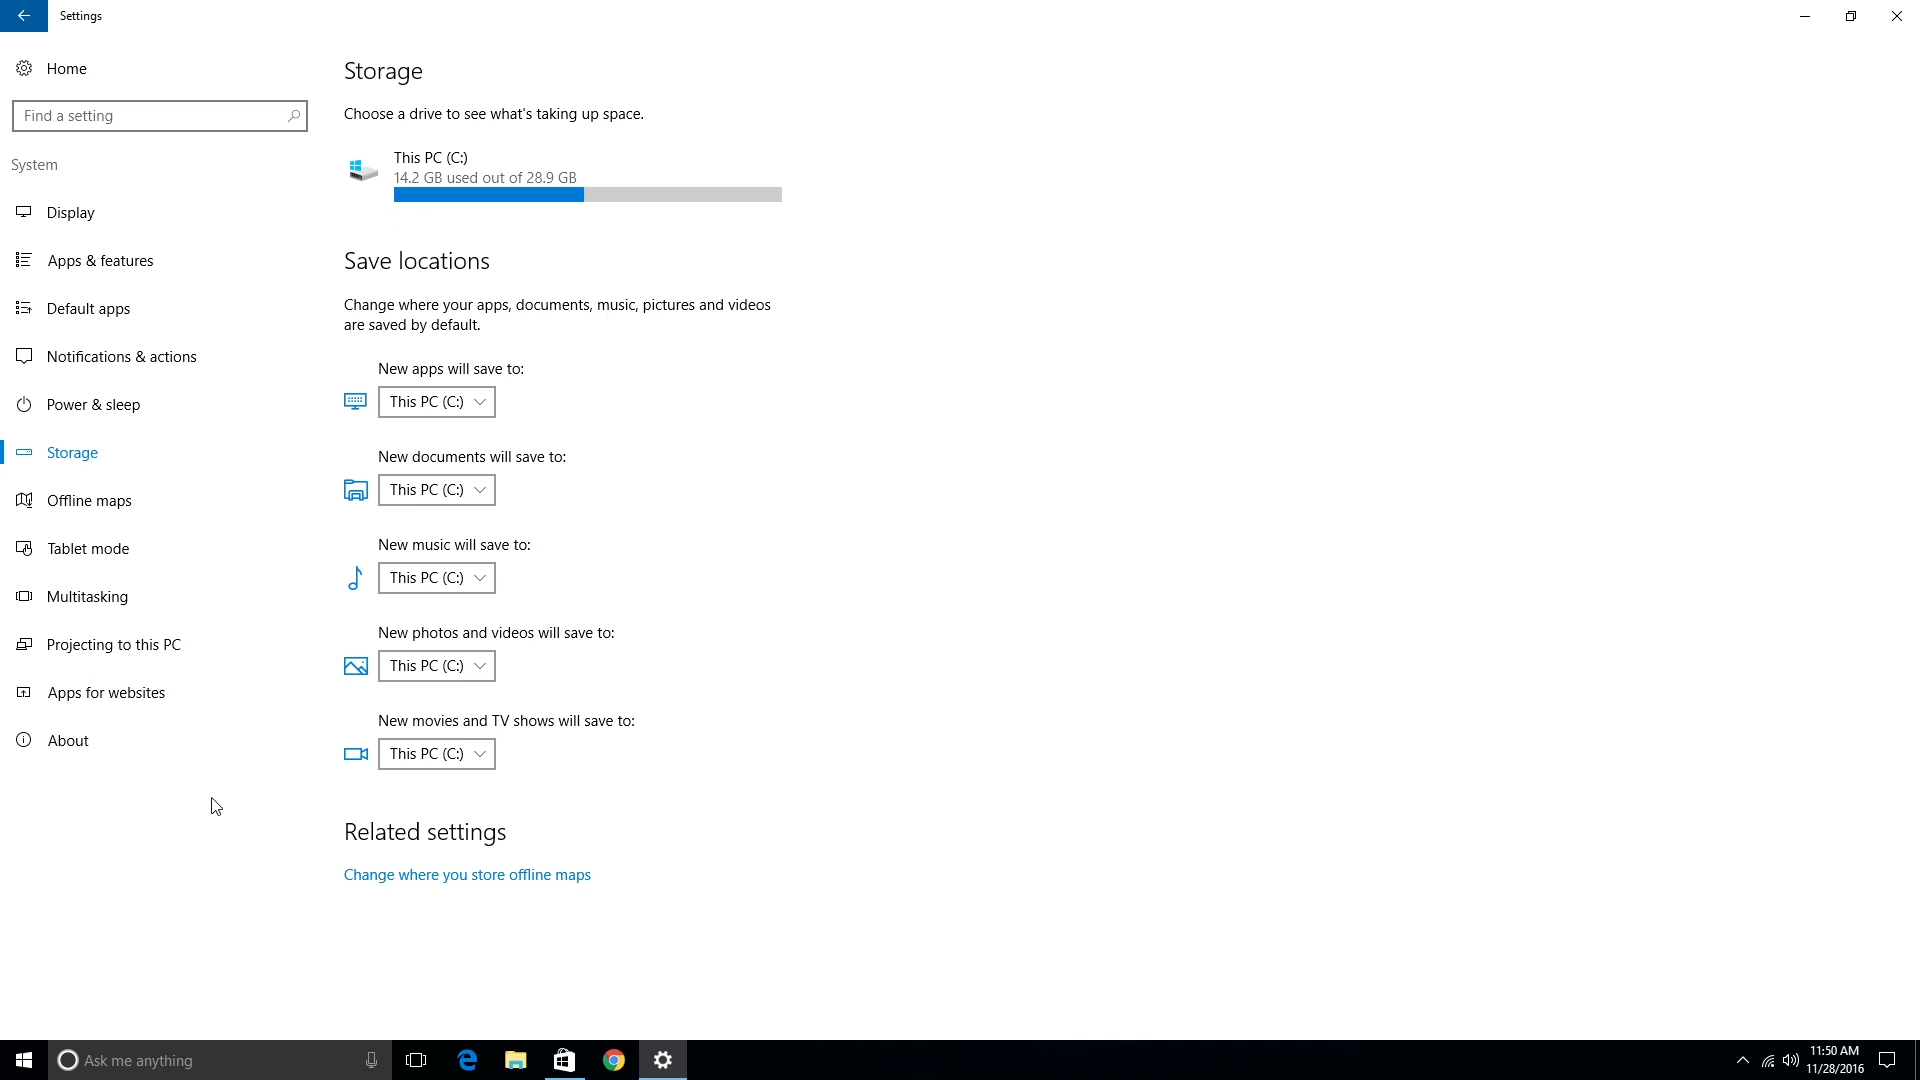 Settings
Home
Find a setting
System
Display
Apps & features
Default apps
Notifications & actions
Power & sleep
Storage
Offline maps
Tablet mode
Multitasking
Projecting to this PC
Apps for websites
About
Storage
Choose a drive to see what's taking up space.
This PC (C:)
14.2 GB used out of 28.9 GB
Save locations
Change where your apps, documents, music, pictures and videos
are saved by default.
New apps will save to:
This PC (C:)
New documents will save to:
This PC (C:)
New music will save to:
This PC (C:)
New photos and videos will save to:
This PC (C:)
New movies and TV shows will save to:
This PC (C:)
Related settings
Change where you store offline maps
Ask me anything
11:50 AM
11/28/2016